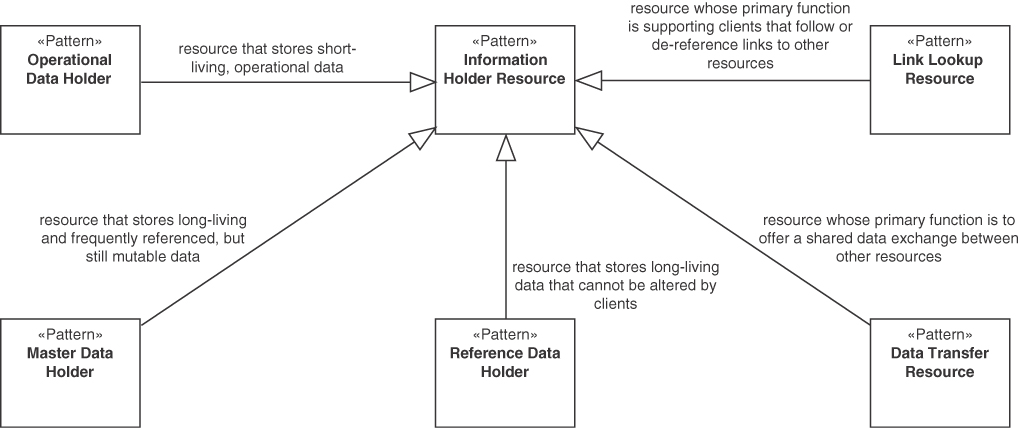 «Pattern»
Operational
Data Holder
resource that stores short-
living, operational data
«Pattern»
Information
Holder Resource
resource whose primary function
is supporting clients that follow or
de-reference links to other
resources
«Pattern»
Link Lookup
Resource
resource that stores long-living
and frequently referenced, but
still mutable data
resource that stores long-living
data that cannot be altered by
clients
resource whose primary function is to
offer a shared data exchange between
other resources
«Pattern»
Master Data
Holder
«Pattern»
Reference Data
Holder
«Pattern»
Data Transfer
Resource